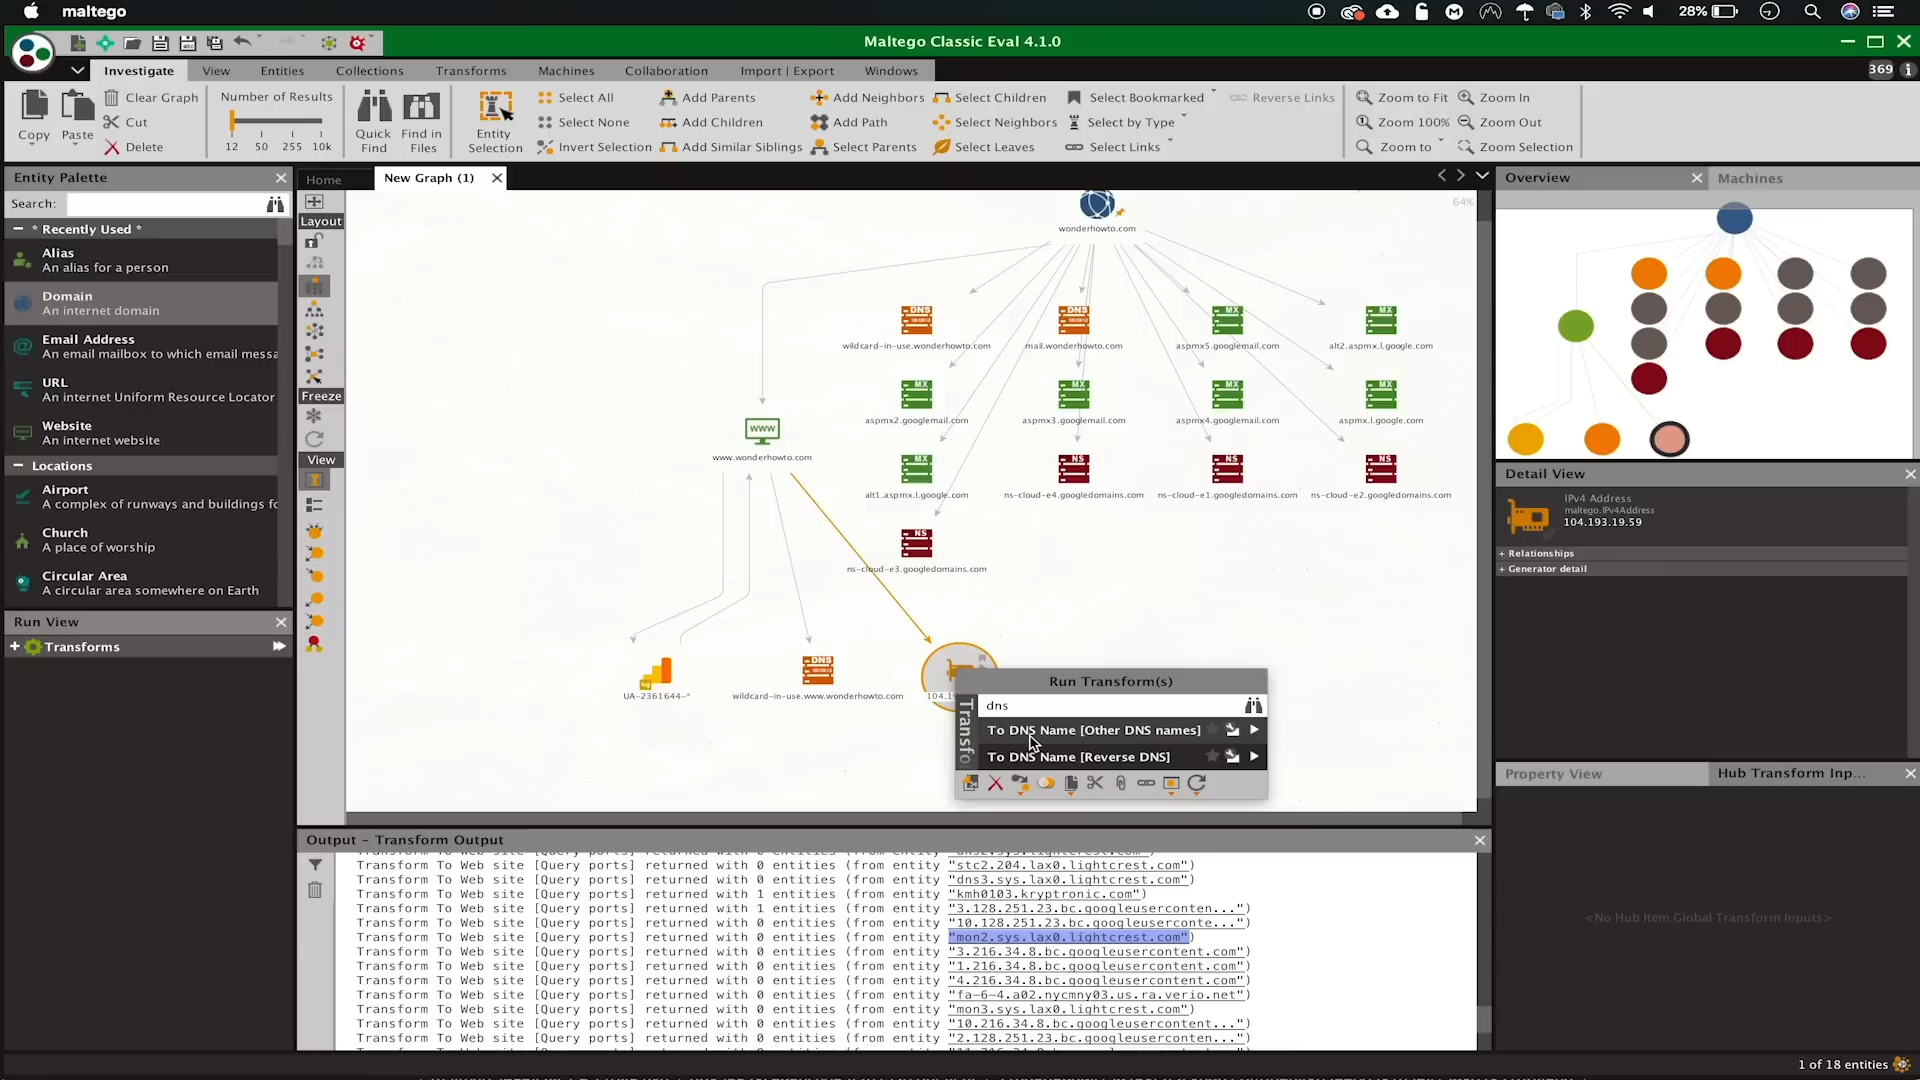 maltego
28%
Maltego Classic Eval 4.1.0
Investigate View Entities Collections Transforms Machines Collaboration Import | Export Windows
369
Copy
Paste
Clear Graph
Cut
Delete
Number of Results
12 50 255 10k
Quick
Find
Find in
Files
Entity
Selection
Select All
Select None
Invert Selection
Add Parents
Add Children
Add Similar Siblings
Add Neighbors
Add Path
Select Parents
Select Children
Select Neighbors
Select Leaves
Select Bookmarked
Select by Type
Select Links
Reverse Links
Zoom to Fit
Zoom 100%
Zoom to
Zoom In
Zoom Out
Zoom Selection
Entity Palette
Search:
* Recently Used *
Alias
An alias for a person
Domain
An internet domain
Email Address
An email mailbox to which email messa
URL
An internet Uniform Resource Locator
Website
An internet website
Locations
Airport
A complex of runways and buildings fo
Church
A place of worship
Circular Area
A circular area somewhere on Earth
Run View
+ Transforms
Home
New Graph (1)
Layout
Freeze
View
64%
wonderhowto.com
DNS
wildcard-in-use.wonderhowto.com
DNS
mail.wonderhowto.com
MX
aspmx5.googlemail.com
MX
alt2.aspmx.l.google.com
MX
aspmx2.googlemail.com
MX
aspmx3.googlemail.com
MX
aspmx4.googlemail.com
MX
aspmx.l.google.com
WWW
www.wonderhowto.com
MX
alt1.aspmx.l.google.com
NS
ns-cloud-e4.googledomains.com
NS
ns-cloud-e1.googledomains.com
NS
ns-cloud-e2.googledomains.com
NS
ns-cloud-e3.googledomains.com
UA-2361644-*
DNS
wildcard-in-use.www.wonderhowto.com
104.19
Run Transform(s)
Transfo
dns
To DNS Name [Other DNS names]
To DNS Name [Reverse DNS]
Overview
Machines
Detail View
IPv4 Address
maltego.IPv4Address
104.193.19.59
+ Relationships
+ Generator detail
Property View
Hub Transform Inp...
<No Hub Item Global Transform Inputs>
Output - Transform Output
Transform To Web site [Query ports] returned with 0 entities (from entity "stc2.204.lax0.lightcrest.com")
Transform To Web site [Query ports] returned with 0 entities (from entity "dns3.sys.lax0.lightcrest.com")
Transform To Web site [Query ports] returned with 1 entities (from entity "kmh0103.kryptronic.com")
Transform To Web site [Query ports] returned with 1 entities (from entity "3.128.251.23.bc.googleuserconten...")
Transform To Web site [Query ports] returned with 0 entities (from entity "10.128.251.23.bc.googleuserconte...")
Transform To Web site [Query ports] returned with 0 entities (from entity "mon2.sys.lax0.lightcrest.com")
Transform To Web site [Query ports] returned with 0 entities (from entity "3.216.34.8.bc.googleusercontent.com")
Transform To Web site [Query ports] returned with 0 entities (from entity "1.216.34.8.bc.googleusercontent.com")
Transform To Web site [Query ports] returned with 0 entities (from entity "4.216.34.8.bc.googleusercontent.com")
Transform To Web site [Query ports] returned with 0 entities (from entity "fa-6-4.a02.nycmny03.us.ra.verio.net")
Transform To Web site [Query ports] returned with 0 entities (from entity "mon3.sys.lax0.lightcrest.com")
Transform To Web site [Query ports] returned with 0 entities (from entity "10.216.34.8.bc.googleusercontent...")
Transform To Web site [Query ports] returned with 0 entities (from entity "2.128.251.23.bc.googleuserconten...")
1 of 18 entities